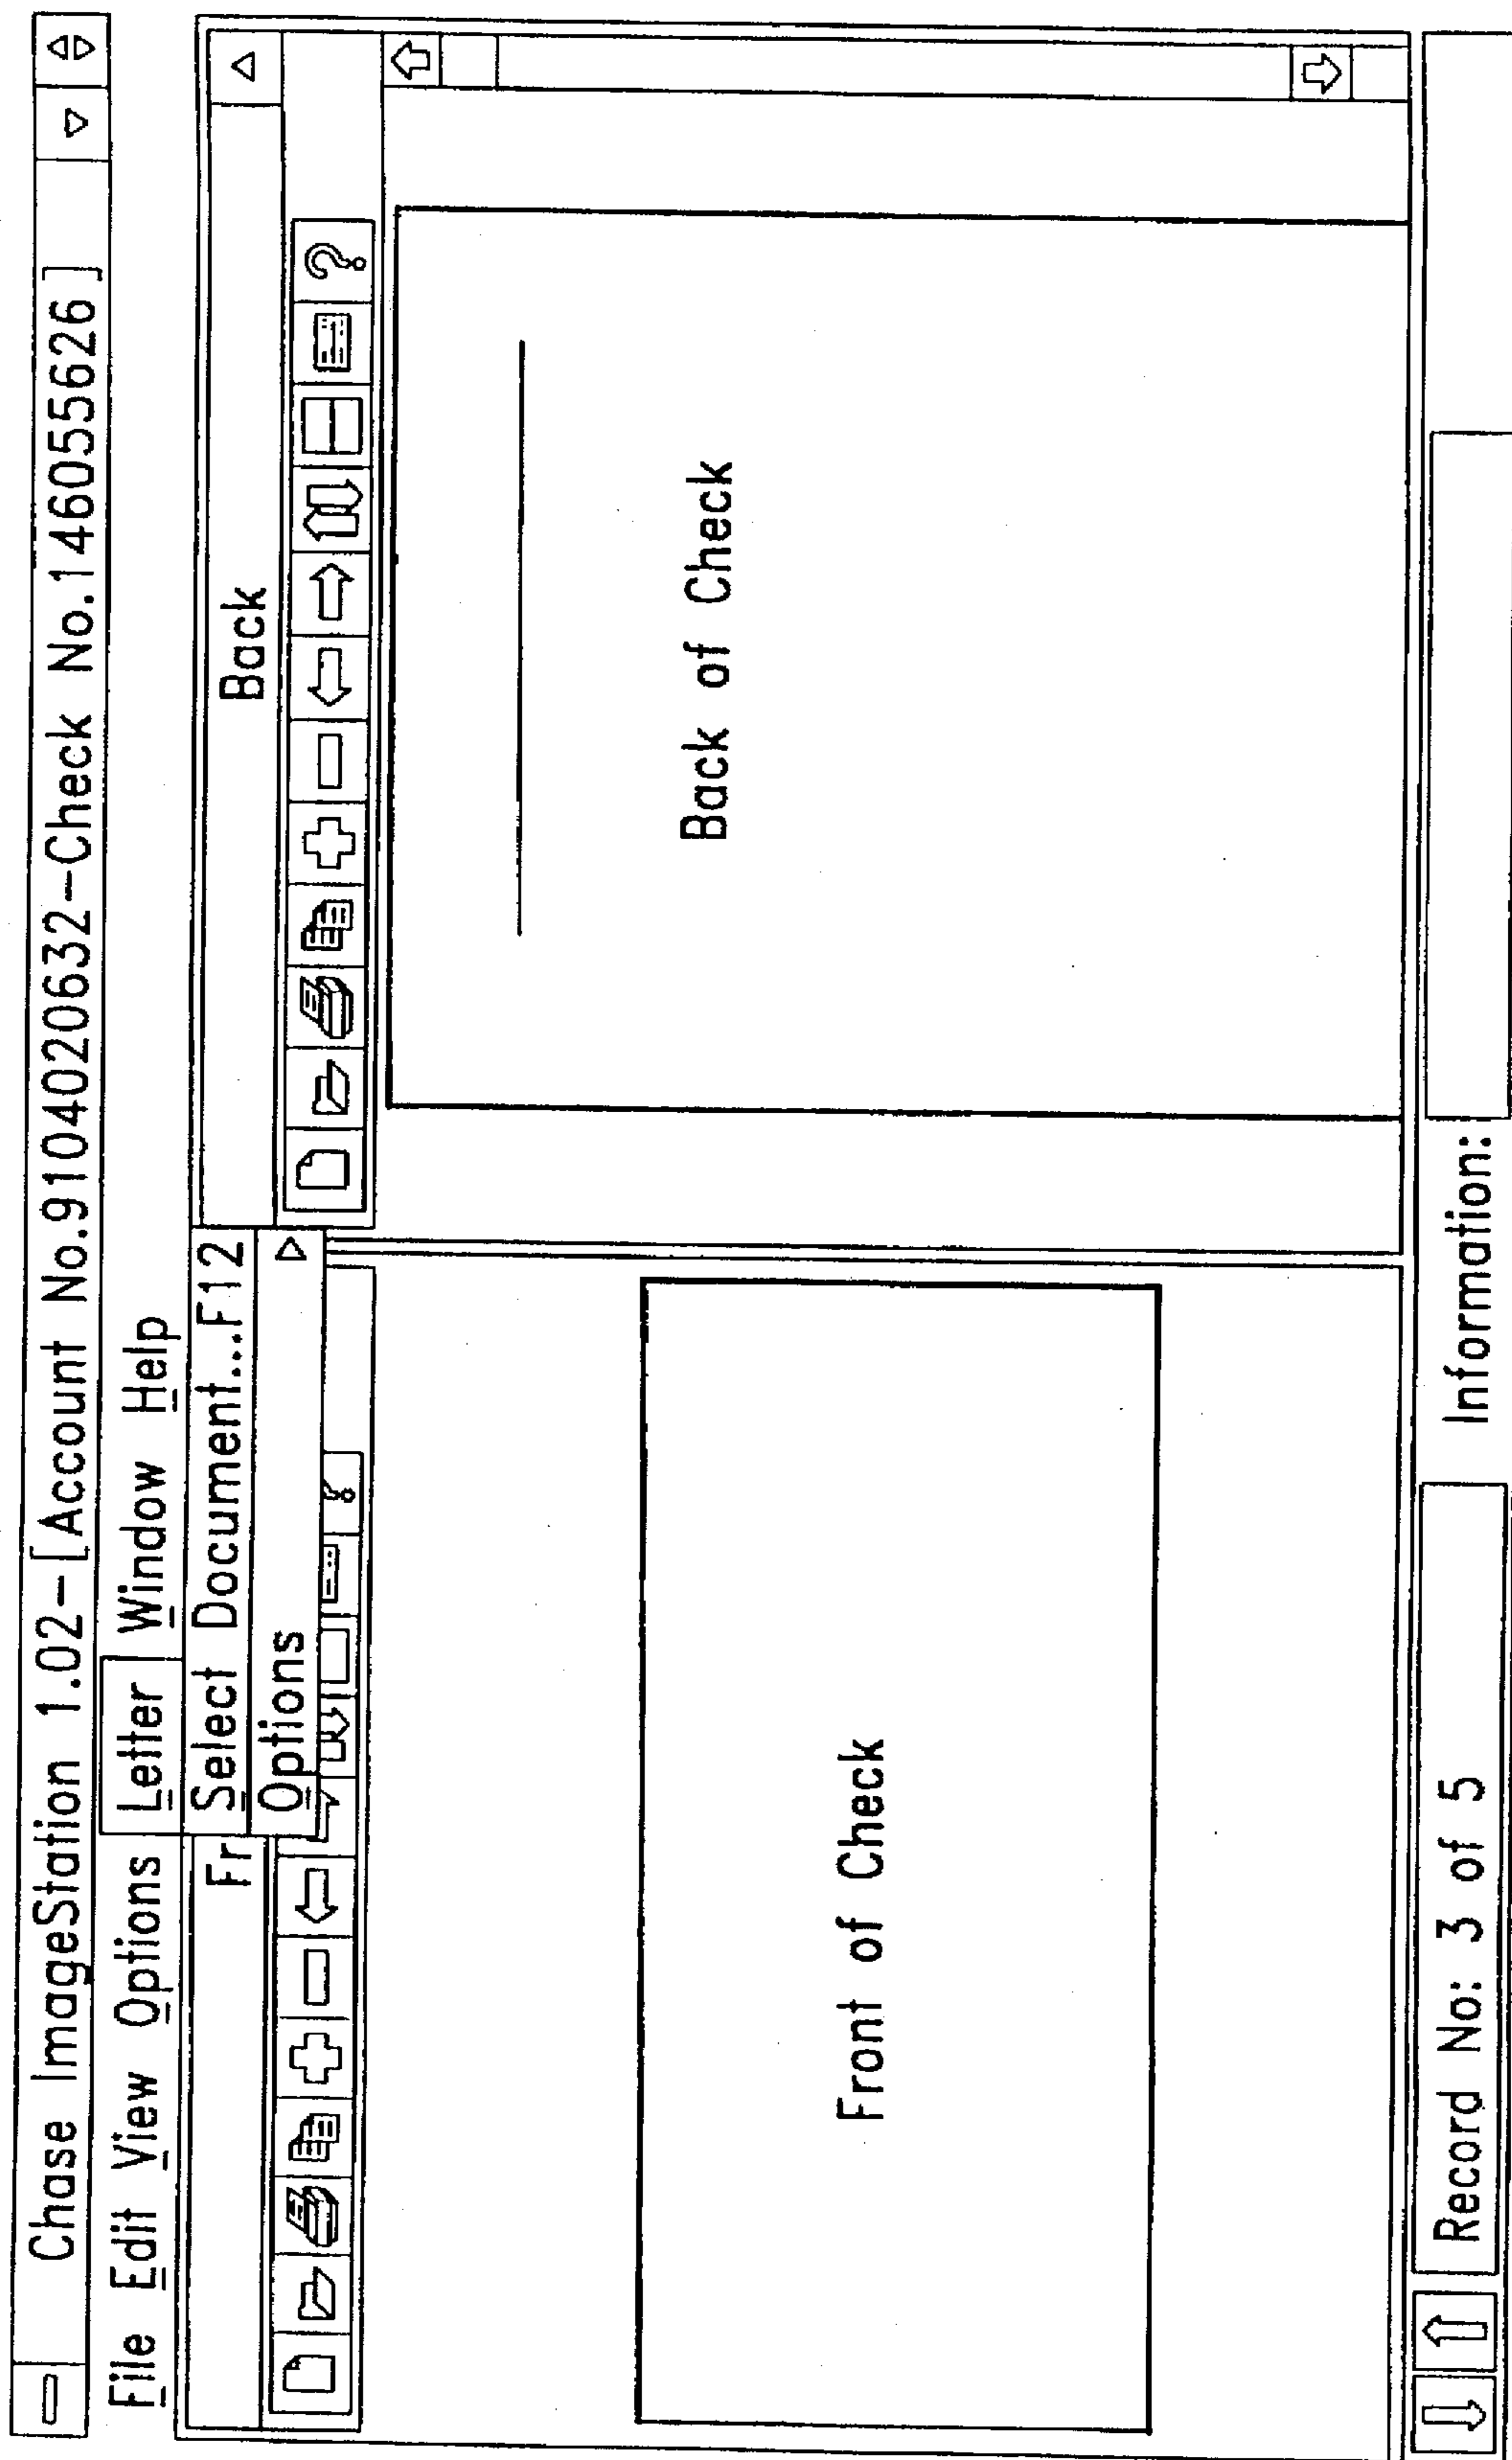 Chase ImageStation 1.02-[Account No.9104020632-Check No.146055626]
File Edit View Options Letter Window Help
Select Document...F12
Options
Fr
Back
Front of Check
Back of Check
Record No: 3 of 5
Information: